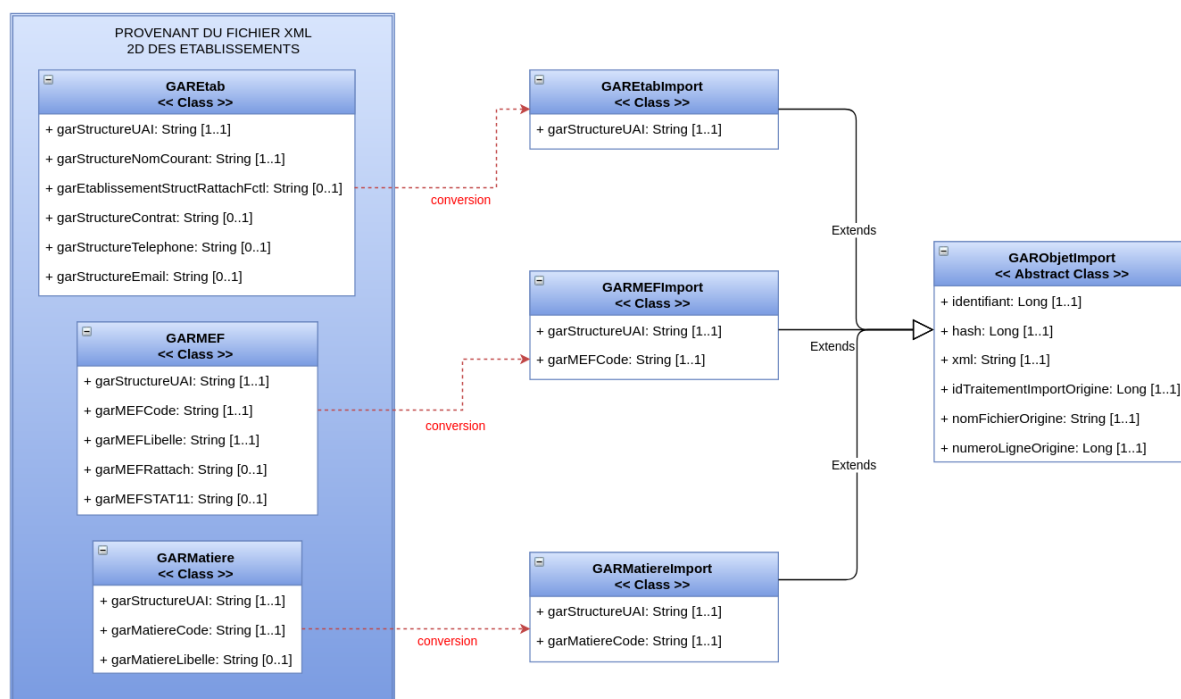 PROVENANT DU FICHIER XML
2D DES ETABLISSEMENTS
GAREtab
<< Class >>
+ garStructureUAI: String [1..1]
+ garStructureNomCourant: String [1..1]
+ garEtablissementStructRattachFctl: String [0..1]
+ garStructureContrat: String [0..1]
+ garStructureTelephone: String [0..1]
+ garStructureEmail: String [0..1]
GARMEF
<< Class >>
+ garStructureUAI: String [1..1]
+ garMEFCode: String [1..1]
+ garMEFLibelle: String [1..1]
+ garMEFRattach: String [0..1]
+ garMEFSTAT11: String [0..1]
GARMatiere
<< Class >>
+ garStructureUAI: String [1..1]
+ garMatiereCode: String [1..1]
+ garMatiereLibelle: String [0..1]
conversion
conversion
conversion
GAREtabImport
<< Class >>
+ garStructureUAI: String [1..1]
GARMEFImport
<< Class >>
+ garStructureUAI: String [1..1]
+ garMEFCode: String [1..1]
GARMatiereImport
<< Class >>
+ garStructureUAI: String [1..1]
+ garMatiereCode: String [1..1]
Extends
Extends
Extends
GARObjetImport
<< Abstract Class >>
+ identifiant: Long [1..1]
+ hash: Long [1..1]
+ xml: String [1..1]
+ idTraitementImportOrigine: Long [1..1]
+ nomFichierOrigine: String [1..1]
+ numeroLigneOrigine: Long [1..1]